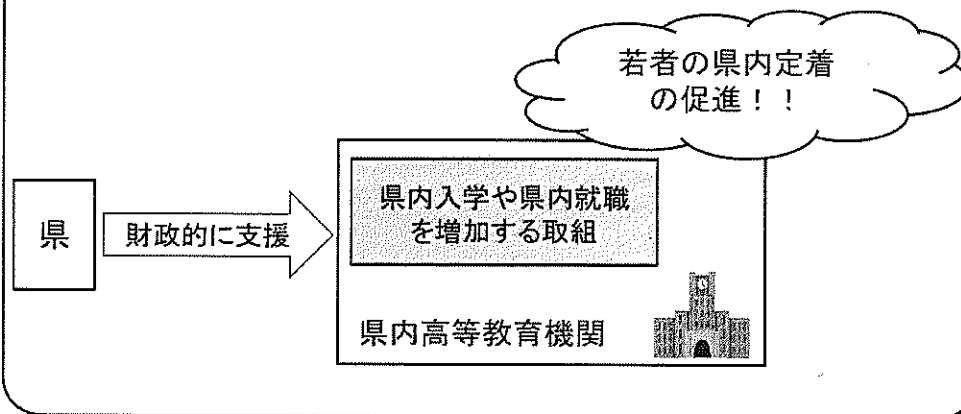 若者の県内定着
の促進！！
県
財政的に支援
県内入学や県内就職
を増加する取組
県内高等教育機関